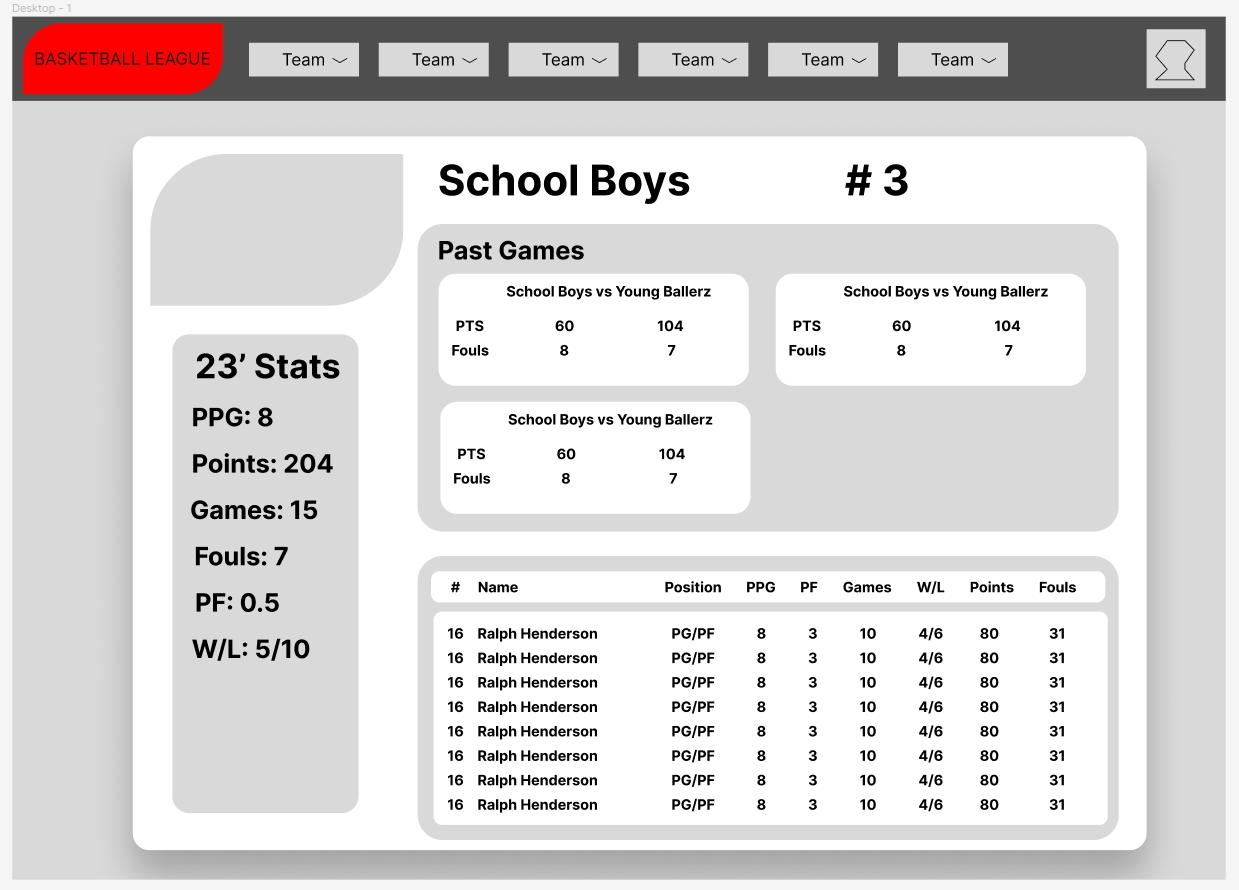 Desktop - 1
BASKETBALL LEAGUE
Team
Team
Team
Team
Team
Team
School Boys # 3
23’ Stats
PPG: 8
Points: 204
Games: 15
Fouls: 7
PF: 0.5
W/L: 5/10
Past Games
School Boys vs Young Ballerz
PTS 60 104
Fouls 8 7
School Boys vs Young Ballerz
PTS 60 104
Fouls 8 7
School Boys vs Young Ballerz
PTS 60 104
Fouls 8 7
# Name Position PPG PF Games W/L Points Fouls
16 Ralph Henderson PG/PF 8 3 10 4/6 80 31
16 Ralph Henderson PG/PF 8 3 10 4/6 80 31
16 Ralph Henderson PG/PF 8 3 10 4/6 80 31
16 Ralph Henderson PG/PF 8 3 10 4/6 80 31
16 Ralph Henderson PG/PF 8 3 10 4/6 80 31
16 Ralph Henderson PG/PF 8 3 10 4/6 80 31
16 Ralph Henderson PG/PF 8 3 10 4/6 80 31
16 Ralph Henderson PG/PF 8 3 10 4/6 80 31